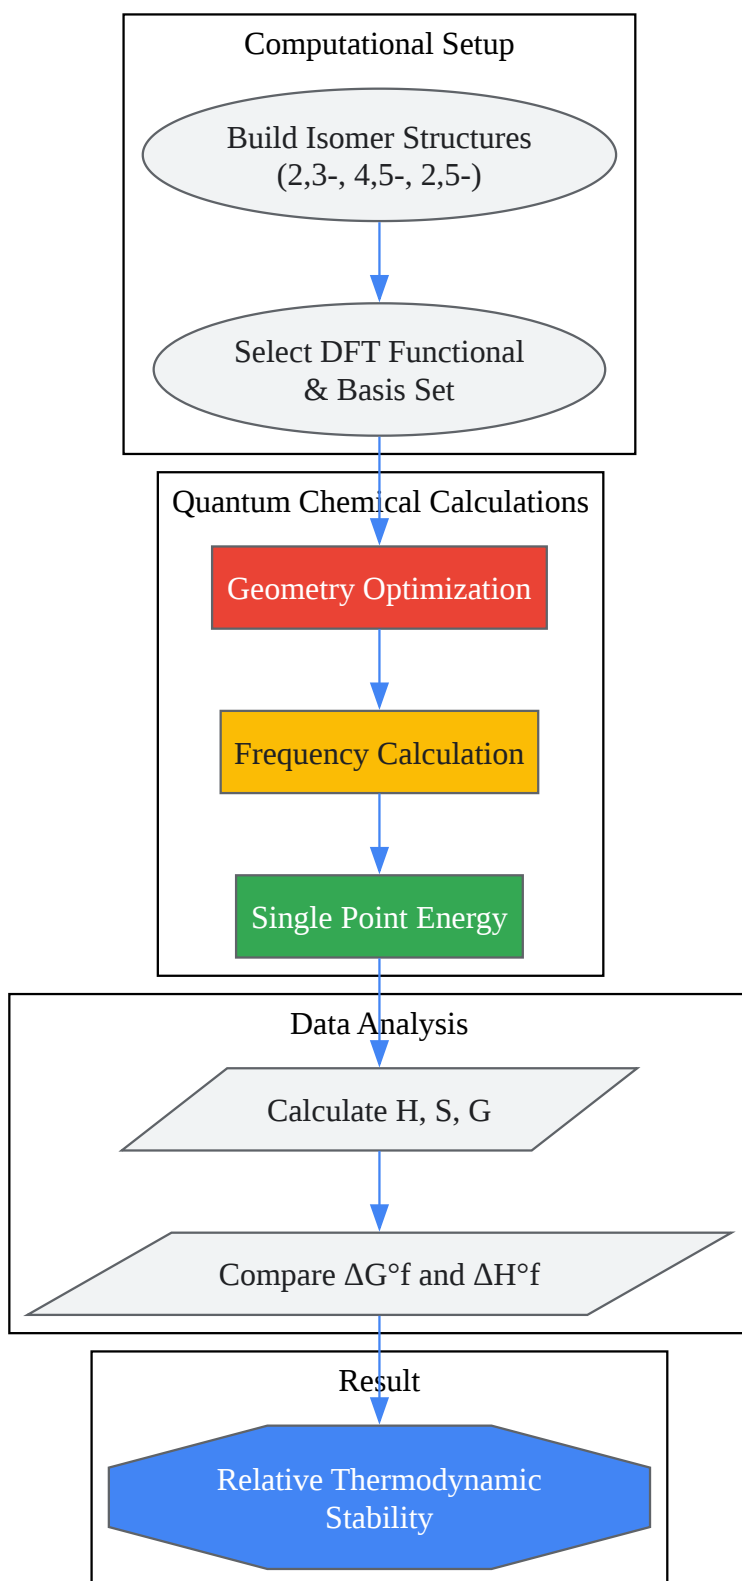 Computational Setup
Build Isomer Structures
(2,3-, 4,5-, 2,5-)
Select DFT Functional
& Basis Set
Quantum Chemical Calculations
Geometry Optimization
Frequency Calculation
Single Point Energy
Data Analysis
Calculate H, S, G
Compare ΔG°f and ΔH°f
Result
Relative Thermodynamic
Stability